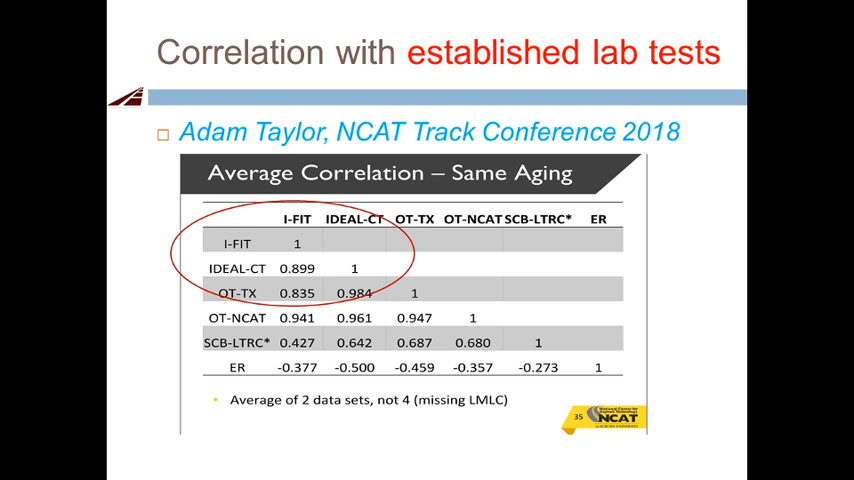 Correlation with established lab tests
Adam Taylor, NCAT Track Conference 2018
Average Correlation – Same Aging
I-FIT IDEAL-CT OT-TX OT-NCAT SCB-LTRC* ER
I-FIT 1
IDEAL-CT 0.899 1
OT-TX 0.835 0.984 1
OT-NCAT 0.941 0.961 0.947 1
SCB-LTRC* 0.427 0.642 0.687 0.680 1
ER -0.377 -0.500 -0.459 -0.357 -0.273 1
Average of 2 data sets, not 4 (missing LMLC)
35
National Center for
Asphalt Technology
NCAT
at AUBURN UNIVERSITY